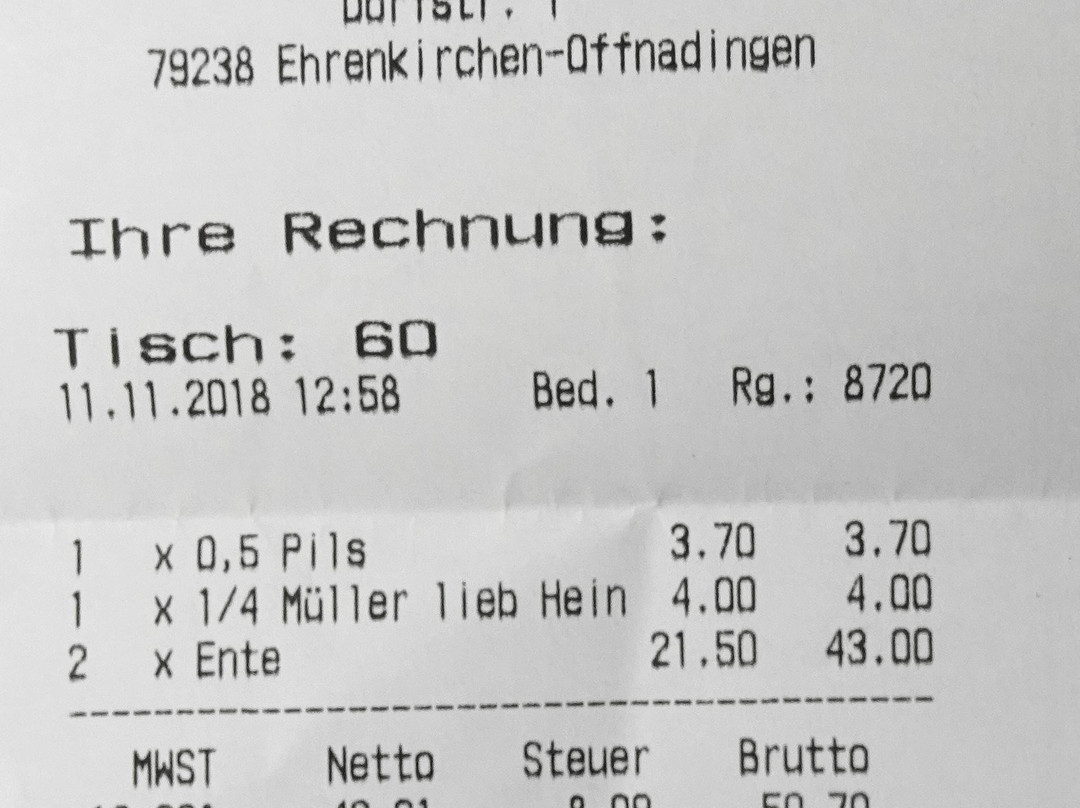 79238 Ehrenkirchen-Offnadingen
Ihre Rechnung:
Tisch: 60
11.11.2018 12:58 Bed. 1 Rg.: 8720
1 x 0,5 Pils 3.70 3.70
1 x 1/4 Müller lieb Hein 4.00 4.00
2 x Ente 21.50 43.00
MWST Netto Steuer Brutto
50.70